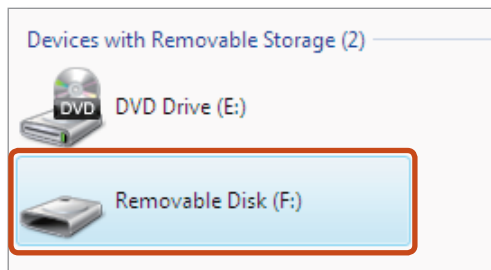 Devices with Removable Storage (2)
DVD
DVD Drive (E:)
Removable Disk (F:)